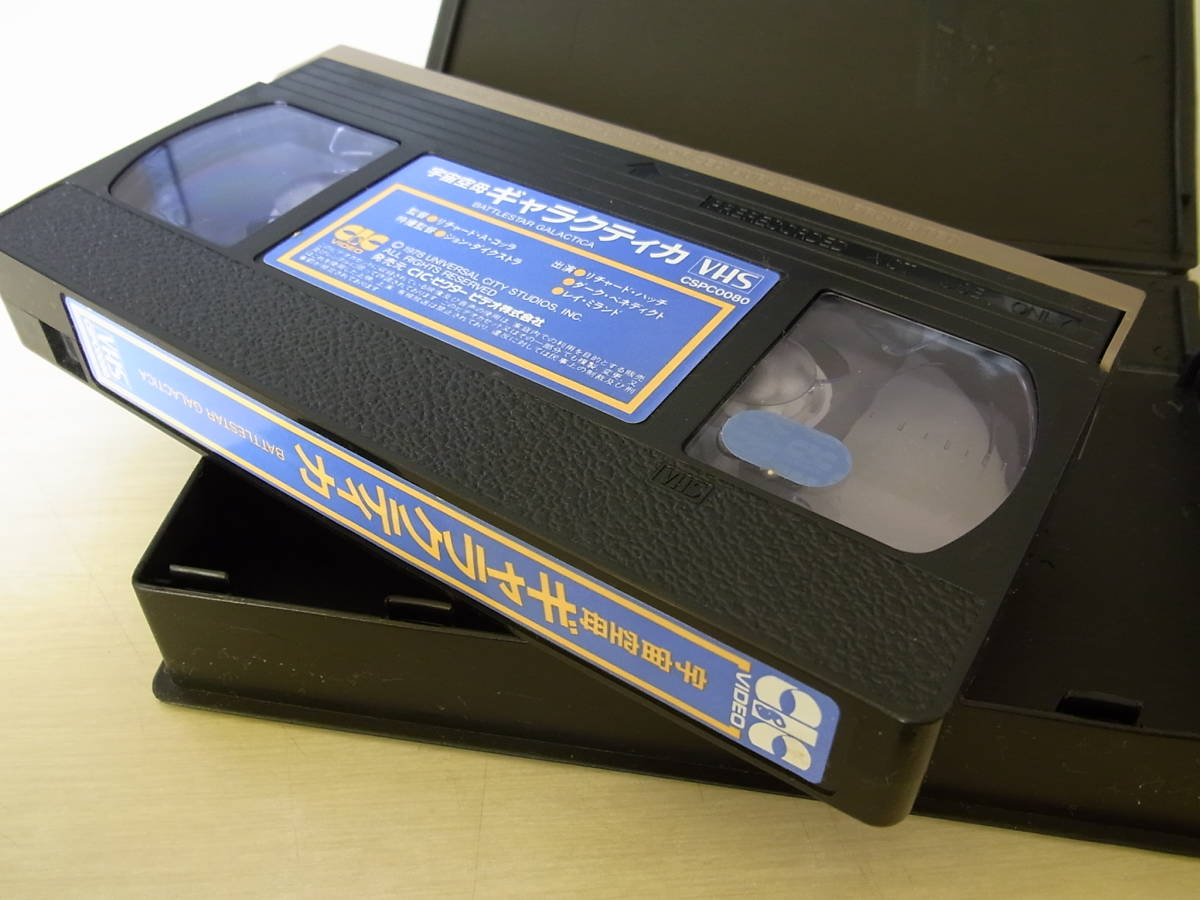 宇宙空母 ギャラクティカ
BATTLESTAR GALACTICA
VHS
CSPC0080
監督●リチャード・A・コッラ
特撮監督●ジョン・ダイクストラ
出演●リチャード・ハッチ
●ダーク・ベネディクト
●レイ・ミランド
CIC
VIDEO
© 1978 UNIVERSAL CITY STUDIOS, INC.
ALL RIGHTS RESERVED
発売元 CIC・ビクター ビデオ株式会社
PRERECORDED
ONLY
VHS
VHS
BATTLESTAR GALACTICA
宇宙空母 ギャラクティカ
CIC
VIDEO